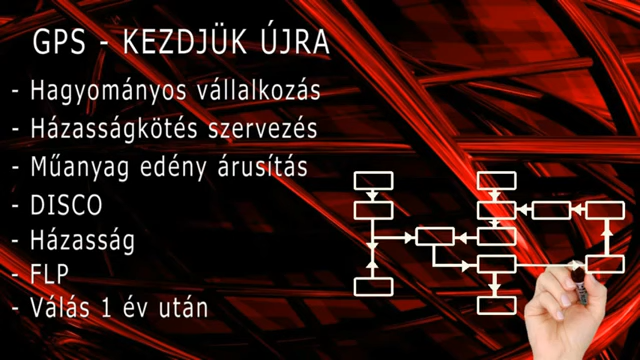 GPS - KEZDJÜK ÚJRA
- Hagyományos vállalkozás
- Házasságkötés szervezés
- Műanyag edény árusítás
- DISCO
- Házasság
- FLP
- Válás 1 év után